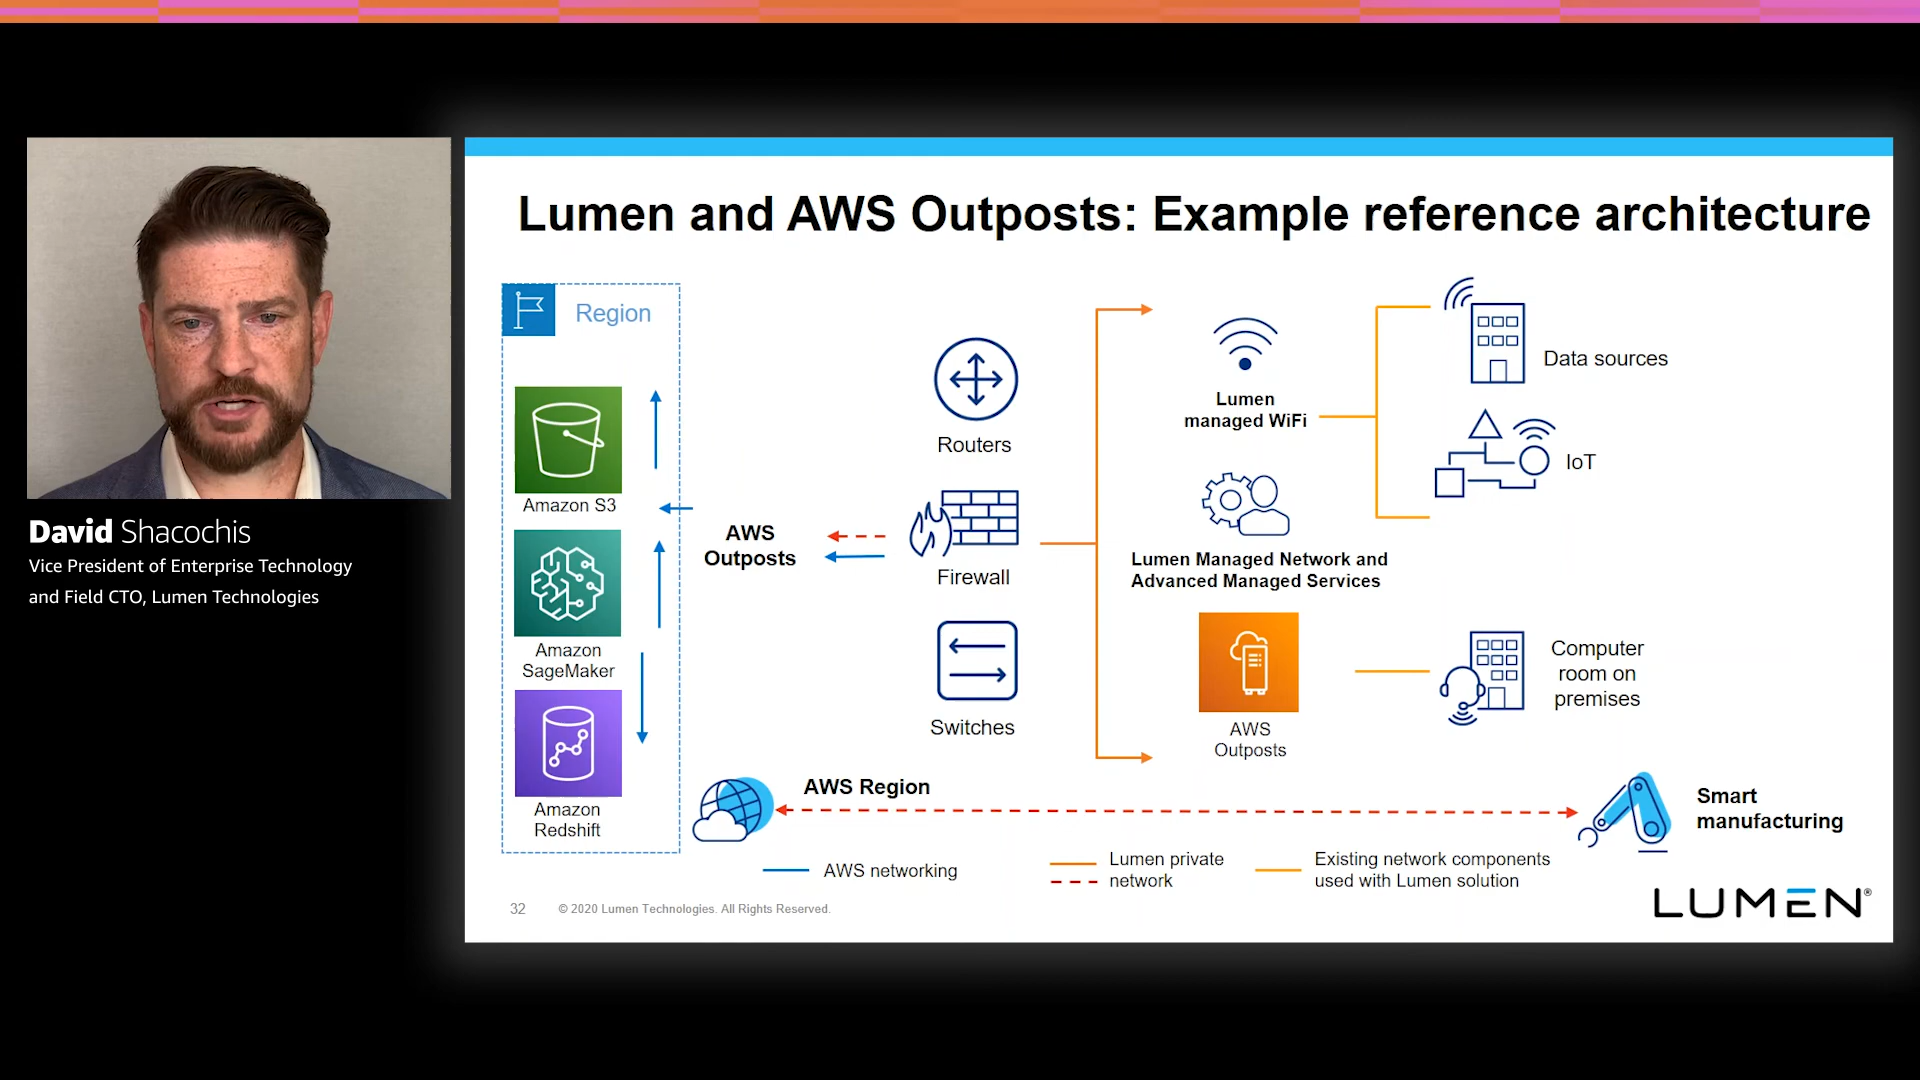 Lumen and AWS Outposts: Example reference architecture
David Shacochis
Vice President of Enterprise Technology
and Field CTO, Lumen Technologies
Region
Amazon S3
Amazon
SageMaker
Amazon
Redshift
AWS
Outposts
Routers
Firewall
Switches
Lumen
managed WiFi
Lumen Managed Network and
Advanced Managed Services
AWS
Outposts
Data sources
IoT
Computer
room on
premises
AWS Region
Smart
manufacturing
AWS networking
Lumen private
network
Existing network components
used with Lumen solution
32
© 2020 Lumen Technologies. All Rights Reserved.
LUMEN®